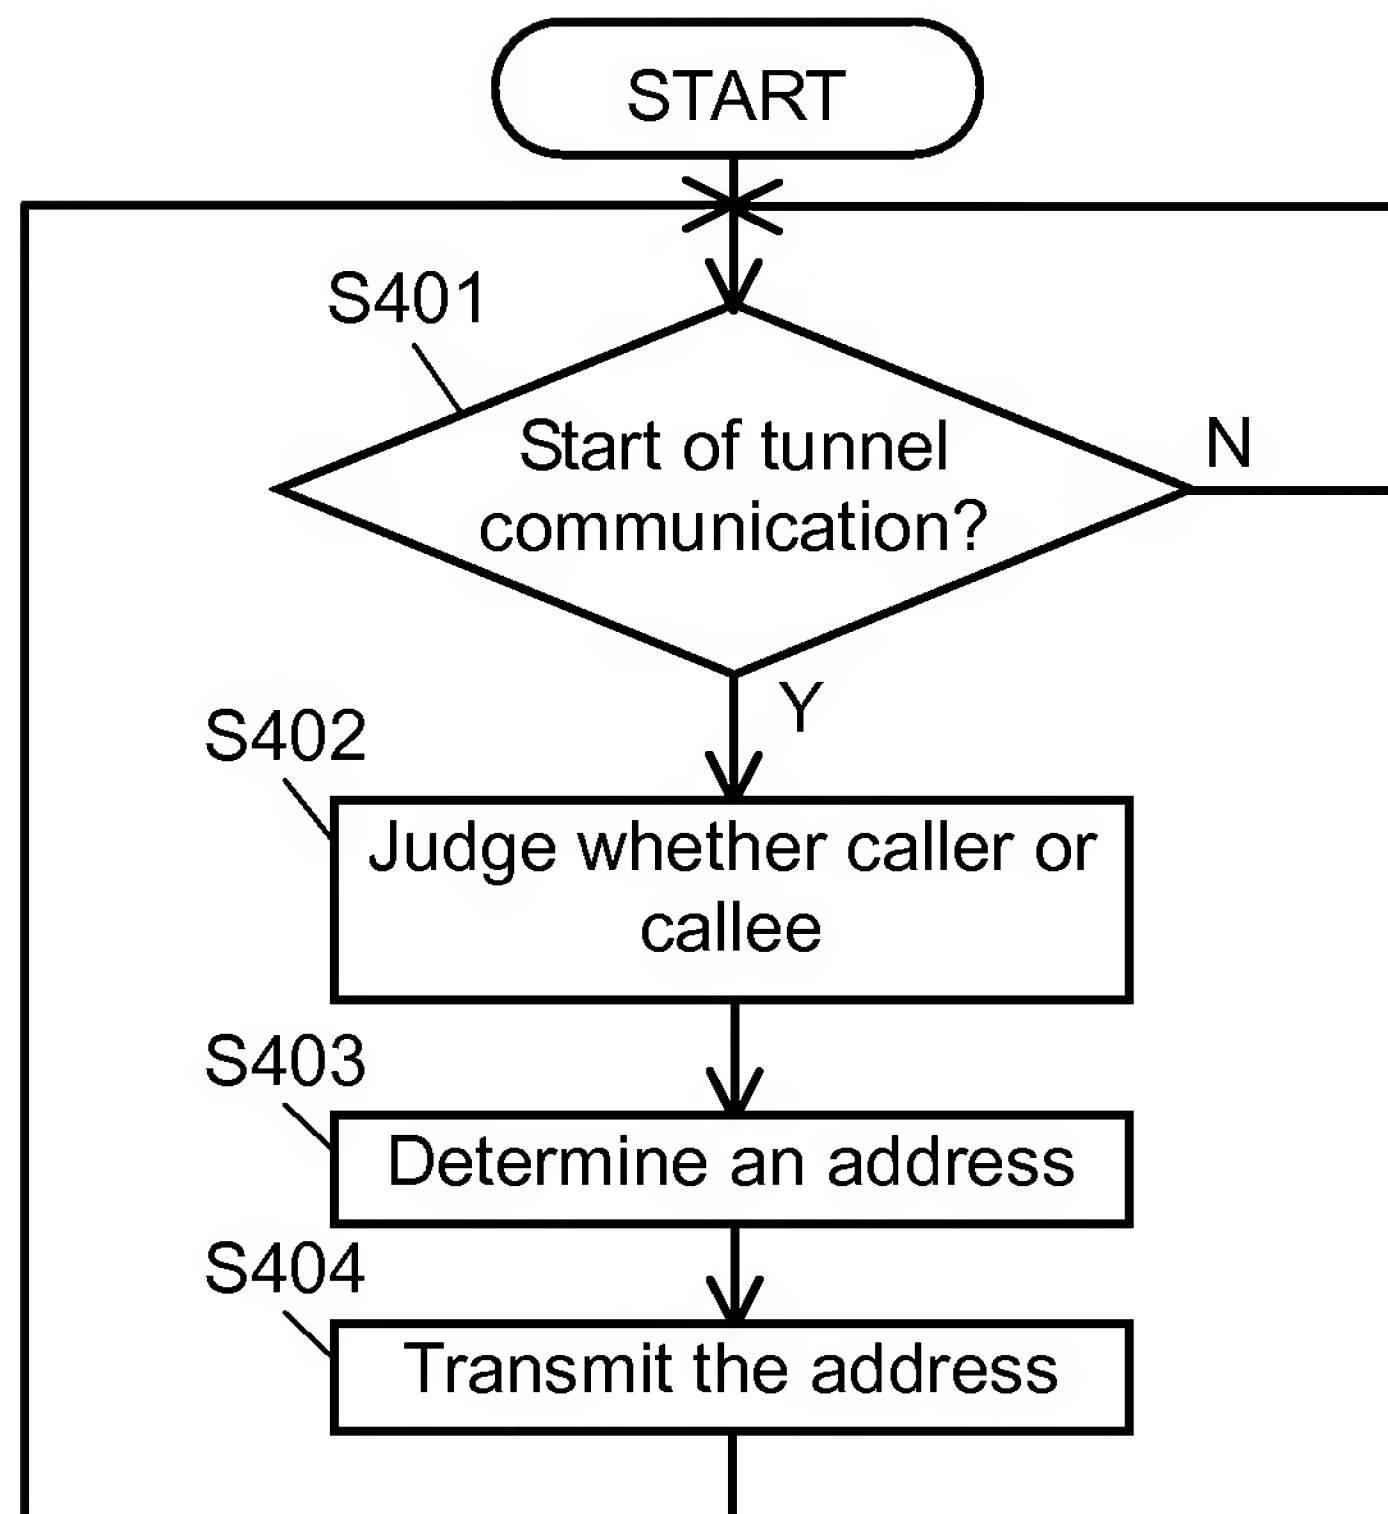 START
S401
Start of tunnel
communication?
N
Y
S402
Judge whether caller or
callee
S403
Determine an address
S404
Transmit the address